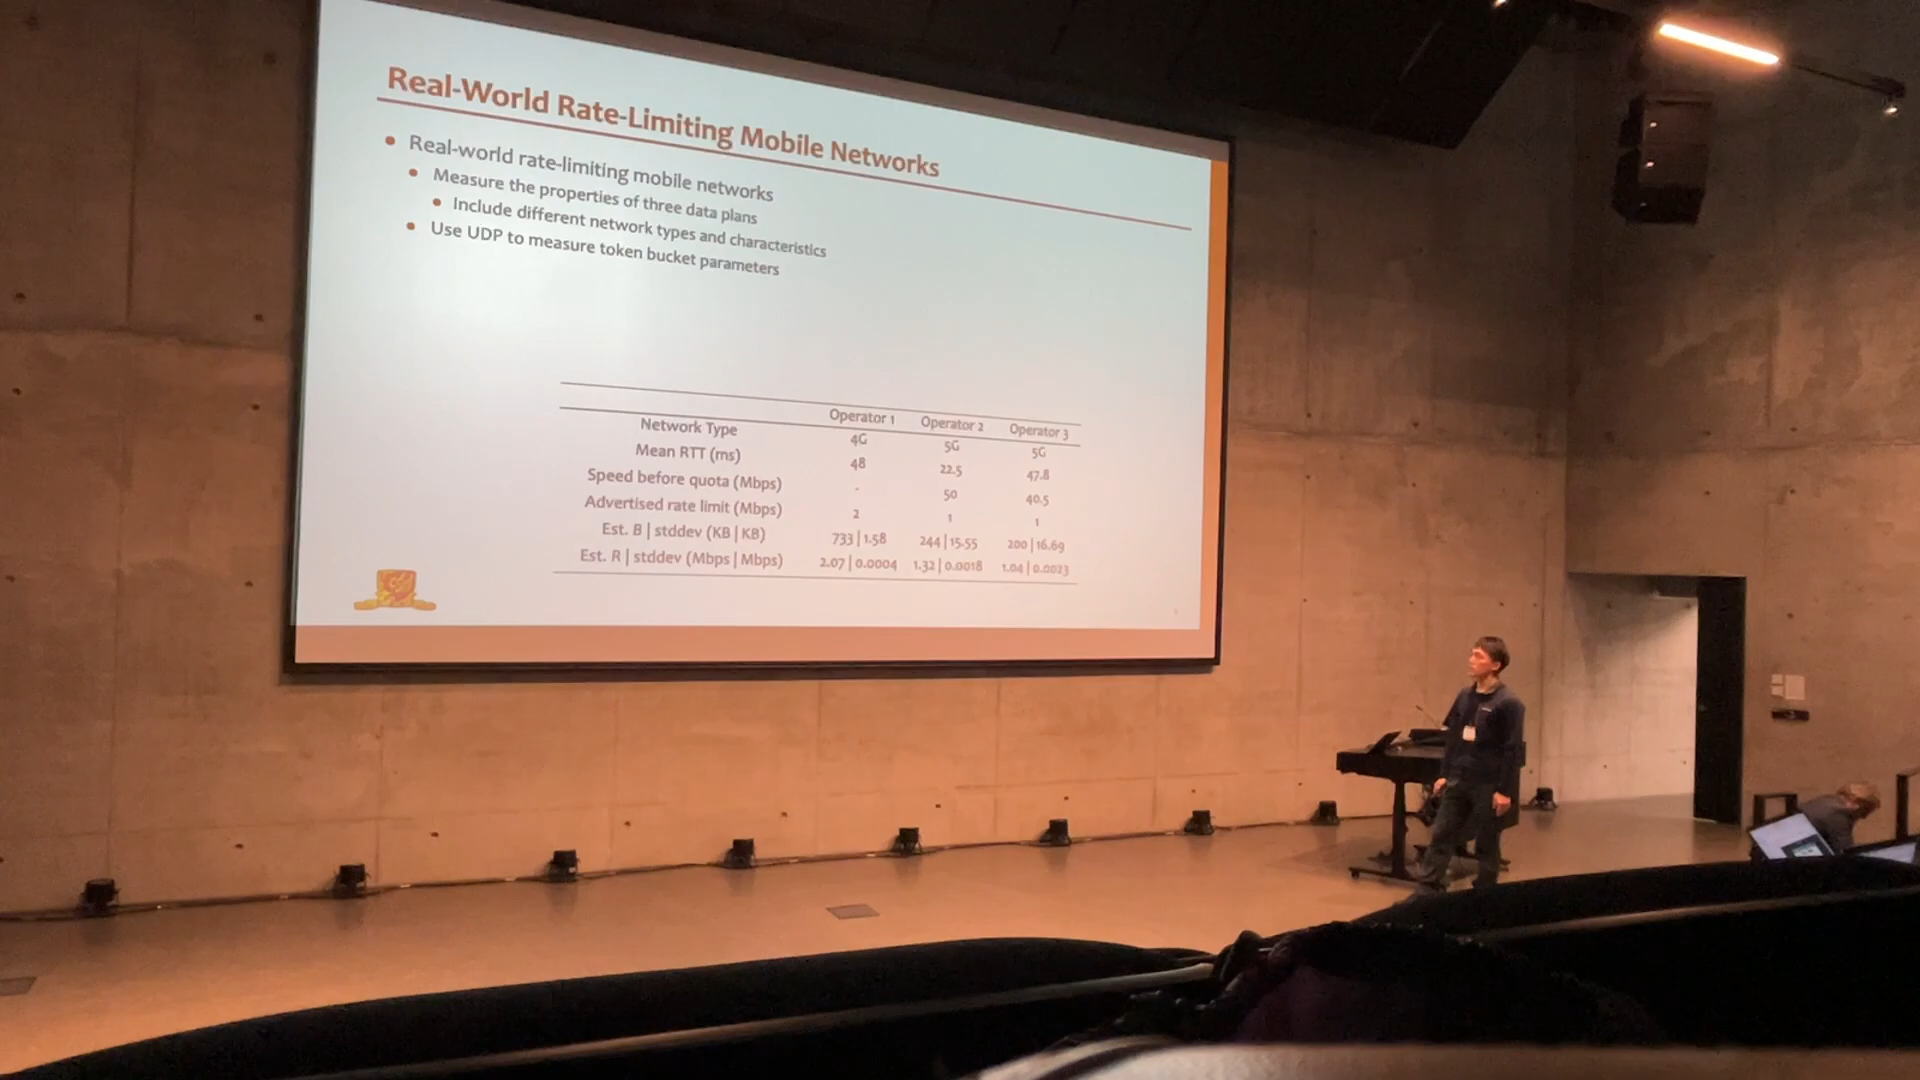 Real-World Rate-Limiting Mobile Networks
• Real-world rate-limiting mobile networks
• Measure the properties of three data plans
• Include different network types and characteristics
• Use UDP to measure token bucket parameters
Operator 1 Operator 2 Operator 3
Network Type 4G 5G 5G
Mean RTT (ms) 48 22.5 47.8
Speed before quota (Mbps) - 50 40.5
Advertised rate limit (Mbps) 2 1 1
Est. B | stddev (KB | KB) 733 | 1.58 244 | 15.55 200 | 16.69
Est. R | stddev (Mbps | Mbps) 2.07 | 0.0004 1.32 | 0.0018 1.04 | 0.0023